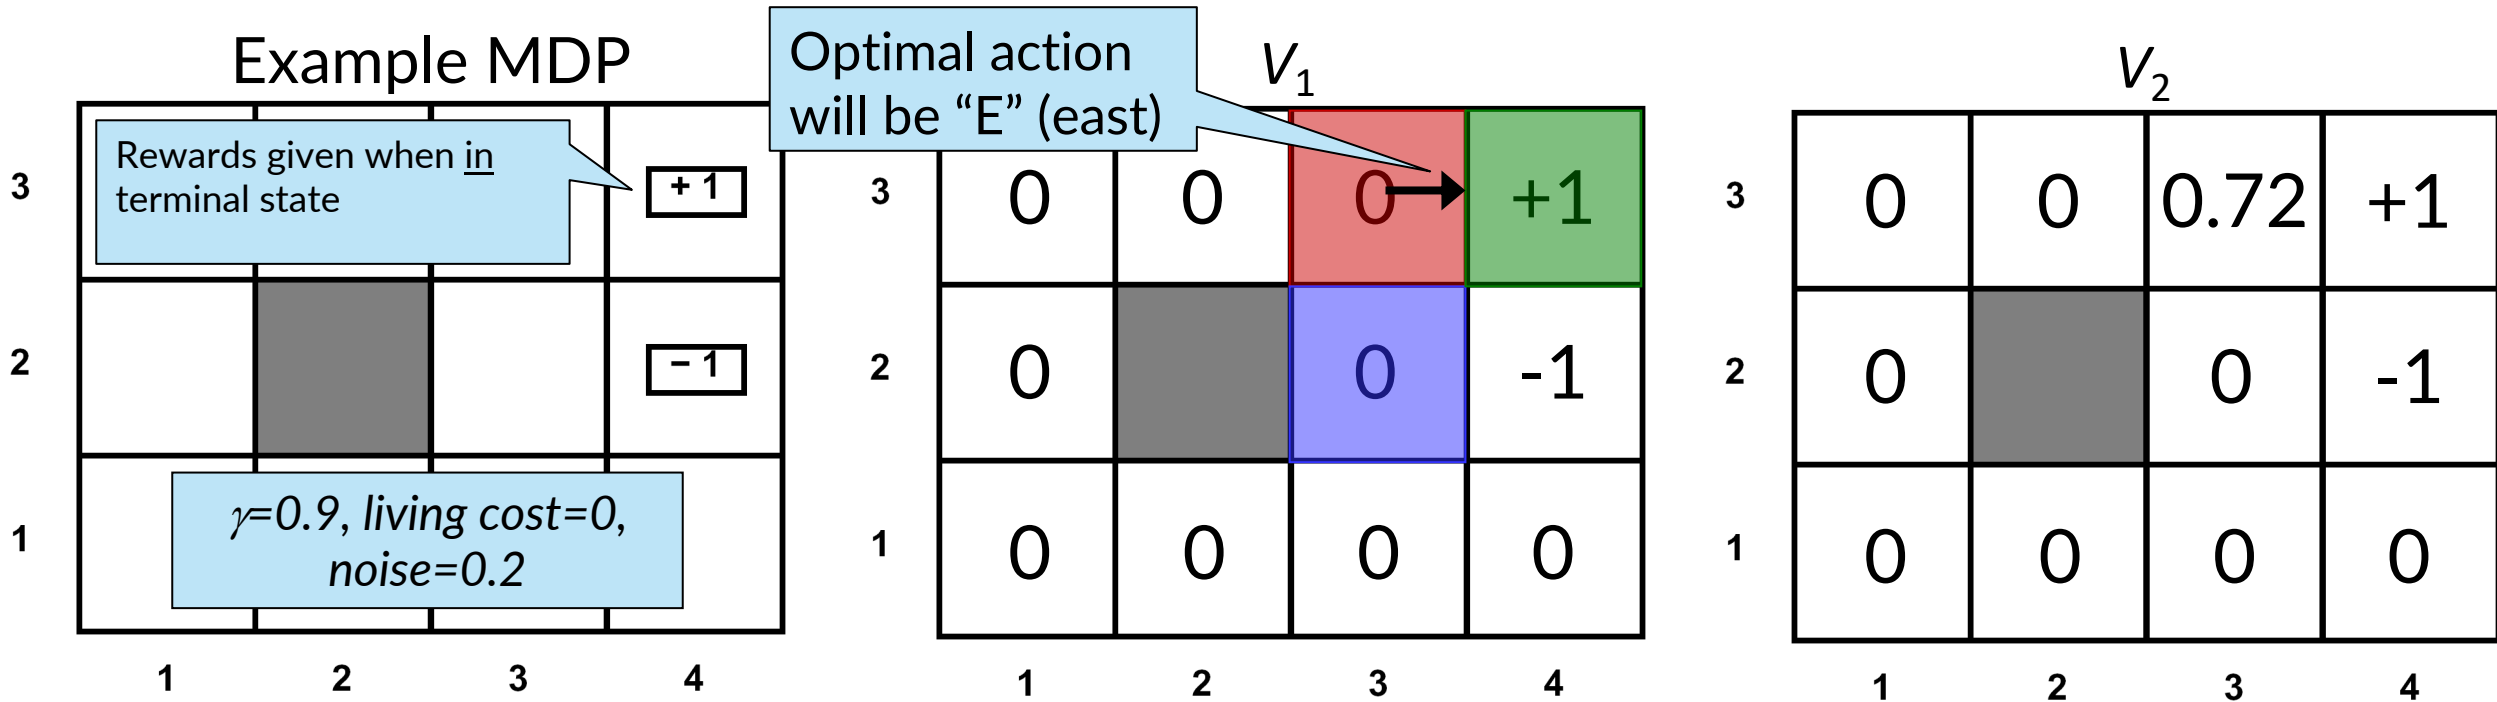 Example MDP
Rewards given when in
terminal state
+ 1
− 1
γ=0.9, living cost=0,
noise=0.2
3
2
1
1 2 3 4
Optimal action
will be “E” (east)
V1
3 0 0 0 +1
2 0 0 -1
1 0 0 0 0
1 2 3 4
V2
3 0 0 0.72 +1
2 0 0 -1
1 0 0 0 0
1 2 3 4